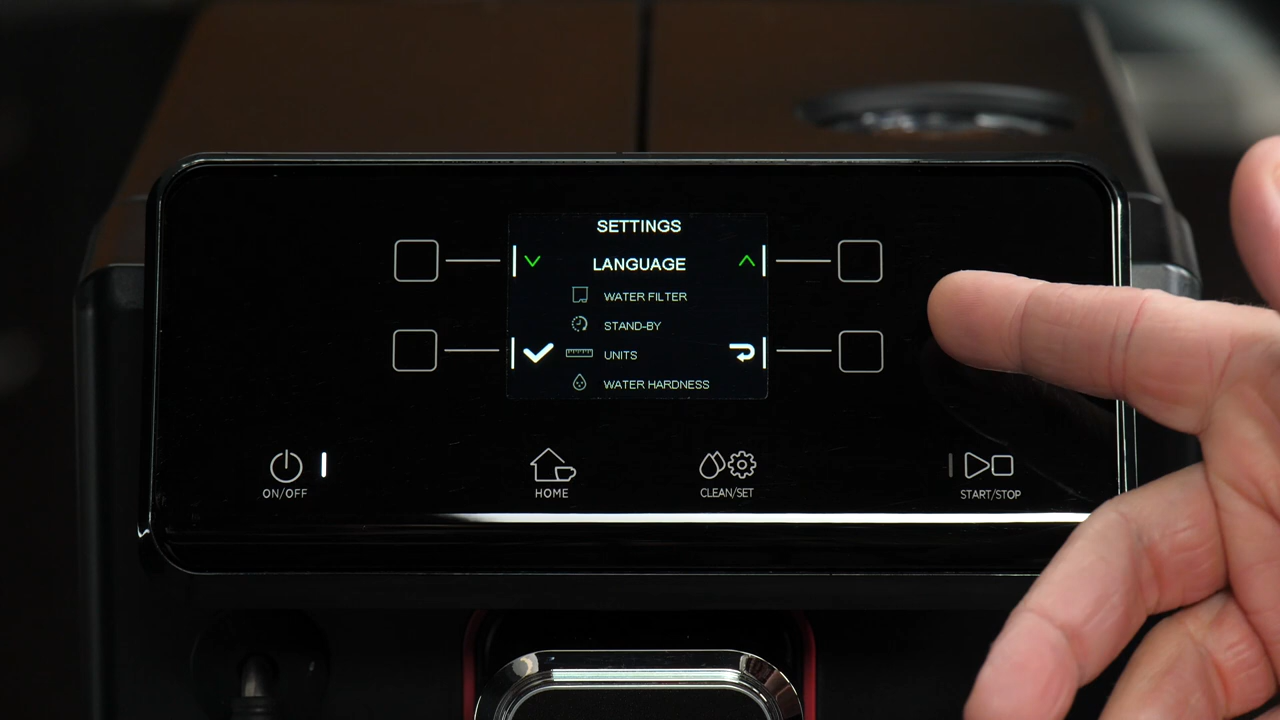 SETTINGS
LANGUAGE
WATER FILTER
STAND-BY
UNITS
WATER HARDNESS
ON/OFF
HOME
CLEAN/SET
START/STOP